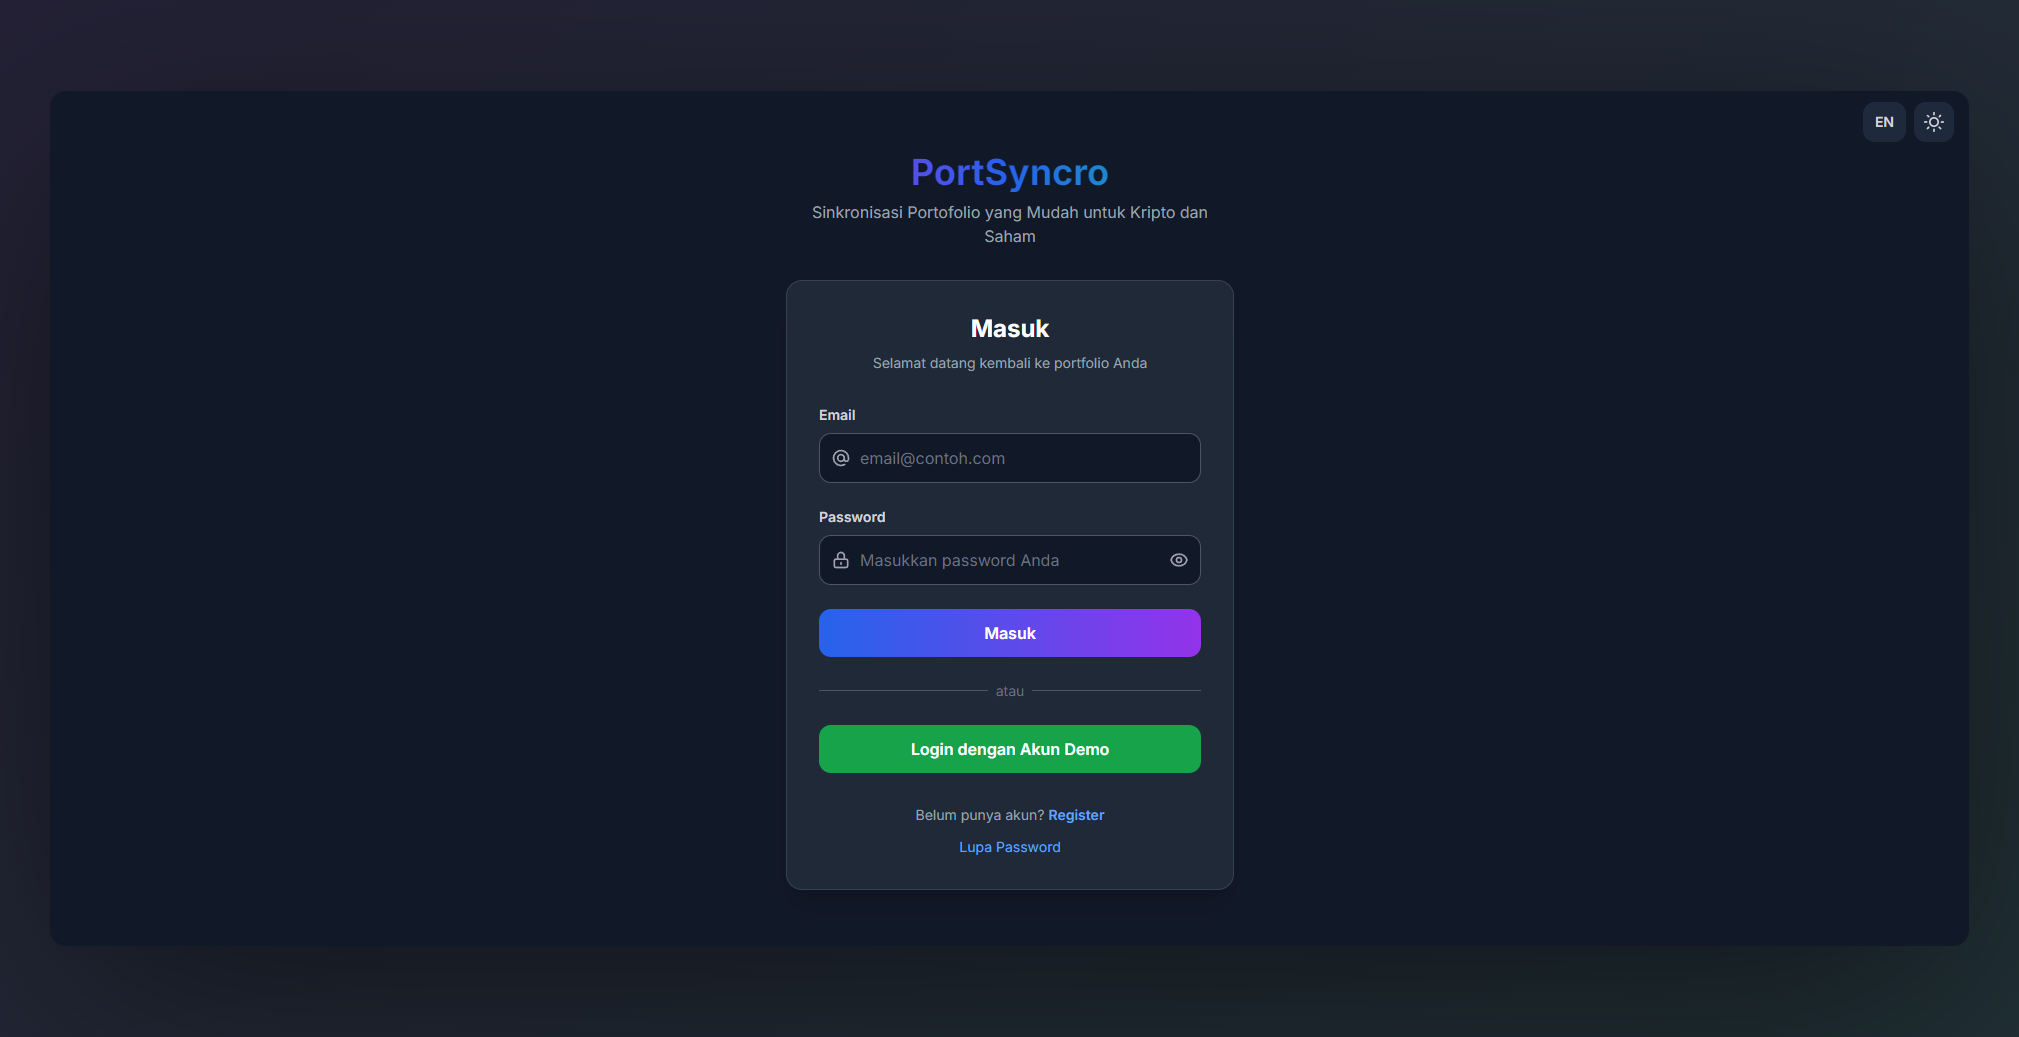 EN
PortSyncro
Sinkronisasi Portofolio yang Mudah untuk Kripto dan
Saham
Masuk
Selamat datang kembali ke portfolio Anda
Email
email@contoh.com
Password
Masukkan password Anda
Masuk
atau
Login dengan Akun Demo
Belum punya akun? Register
Lupa Password